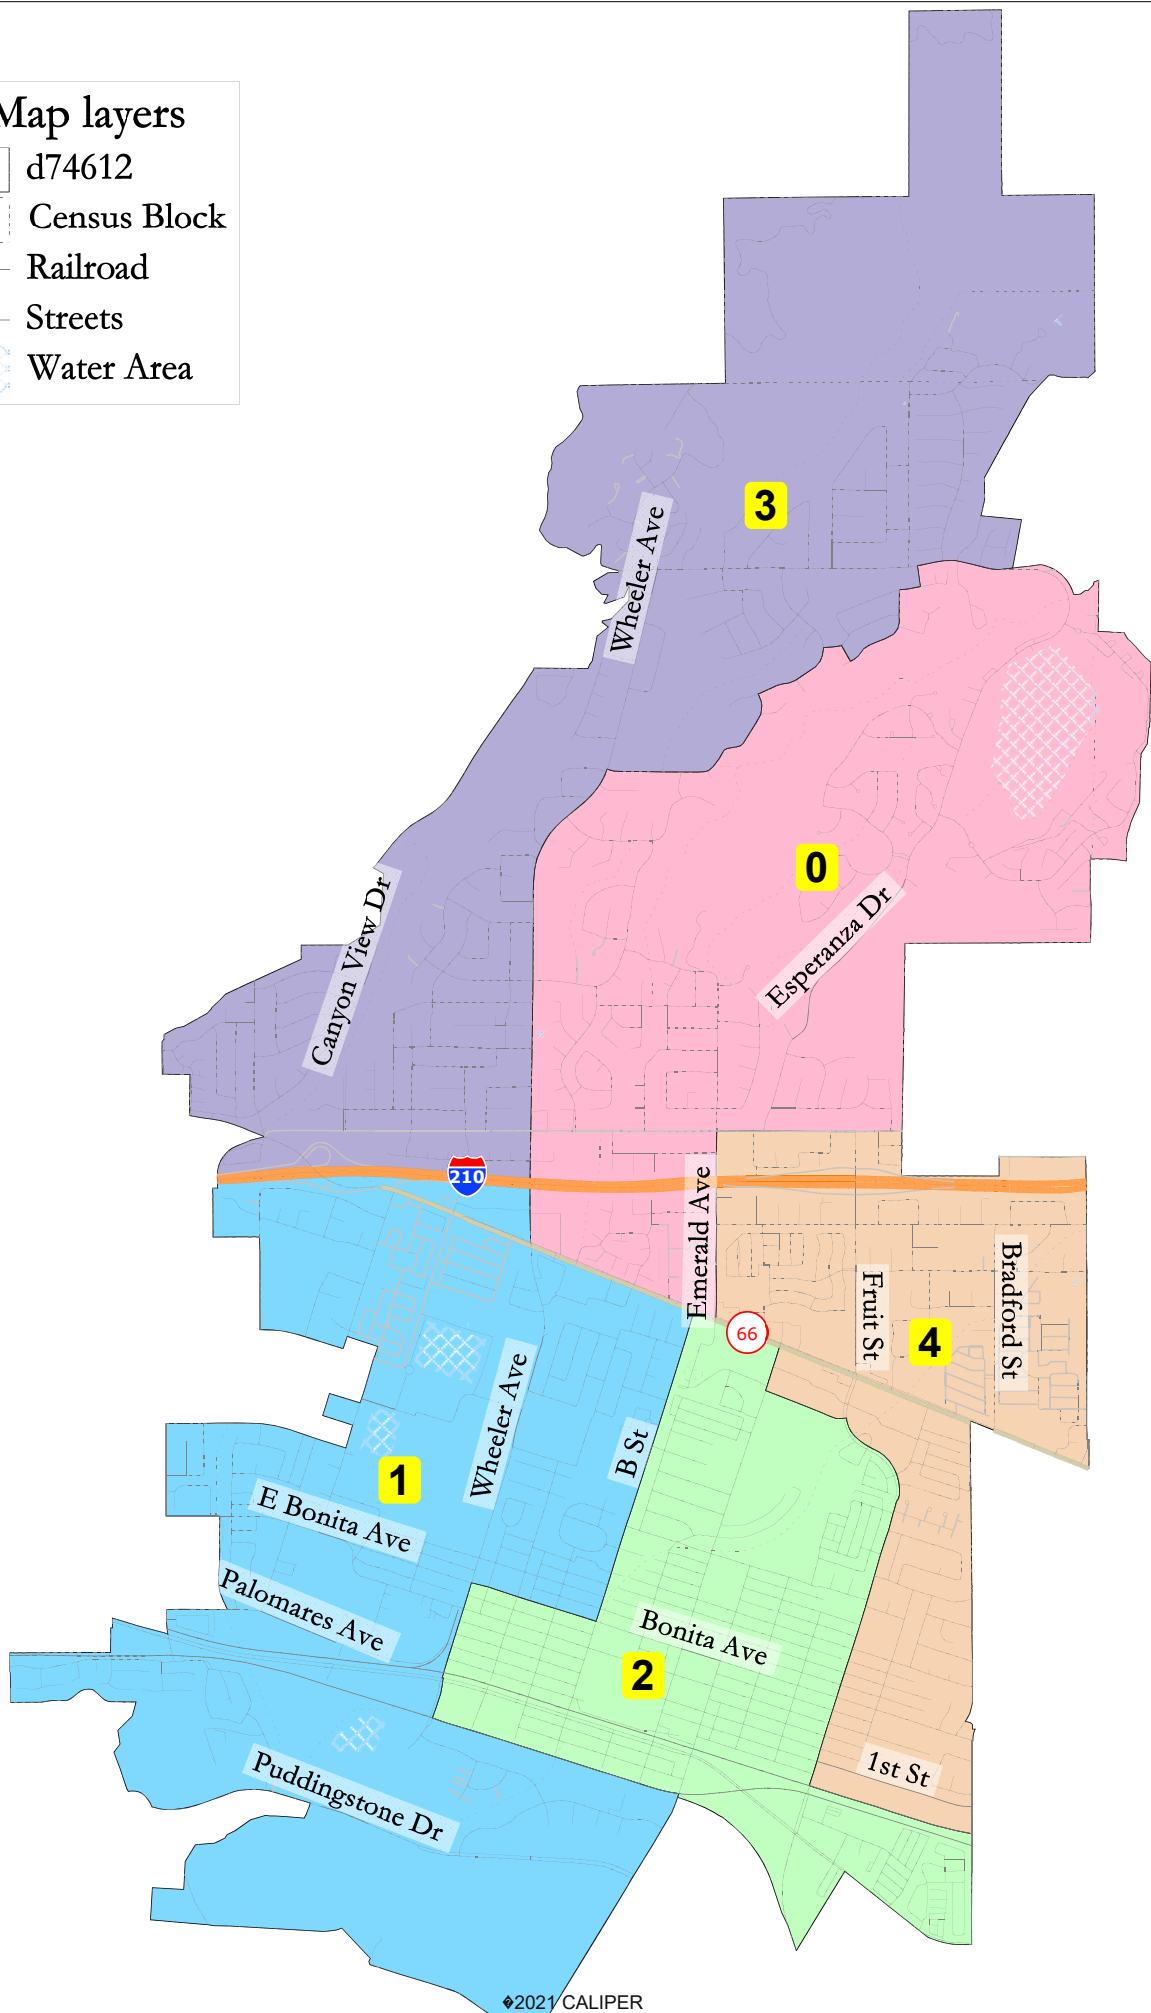 Map layers
d74612
Census Block
Railroad
Streets
Water Area
3
Wheeler Ave
0
Esperanza Dr
Canyon View Dr
210
Emerald Ave
Fruit St
Bradford St
66
4
Wheeler Ave
B St
1
E Bonita Ave
Palomares Ave
Bonita Ave
2
1st St
Puddingstone Dr
�2021 CALIPER